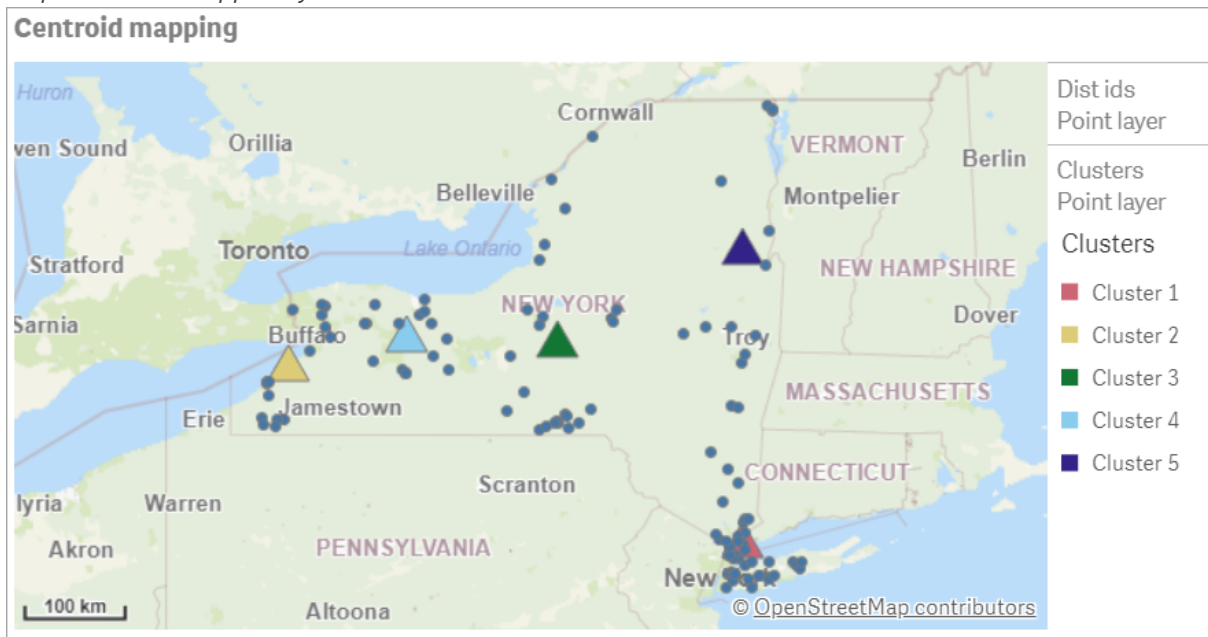 Centroid mapping
Huron
Cornwall
Dist ids
Point layer
wen Sound
Orillia
VERMONT
Berlin
Clusters
Point layer
Belleville
Montpelier
Clusters
Toronto
Lake Ontario
Stratford
NEW HAMPSHIRE
Cluster 1
NEW YORK
Sarnia
Buffalo
Troy
Dover
Cluster 2
Cluster 3
MASSACHUSETTS
Erie
Jamestown
Cluster 4
CONNECTICUT
Cluster 5
Scranton
lyria
Warren
Akron
PENNSYLVANIA
New York
100 km
Altoona
© OpenStreetMap contributors